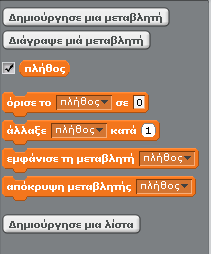 Δημιούργησε μια μεταβλητή
Διάγραψε μιά μεταβλητή
πλήθος
όρισε το πλήθος σε 0
άλλαξε πλήθος κατά 1
εμφάνισε τη μεταβλητή πλήθος
απόκρυψη μεταβλητής πλήθος
Δημιούργησε μια λίστα